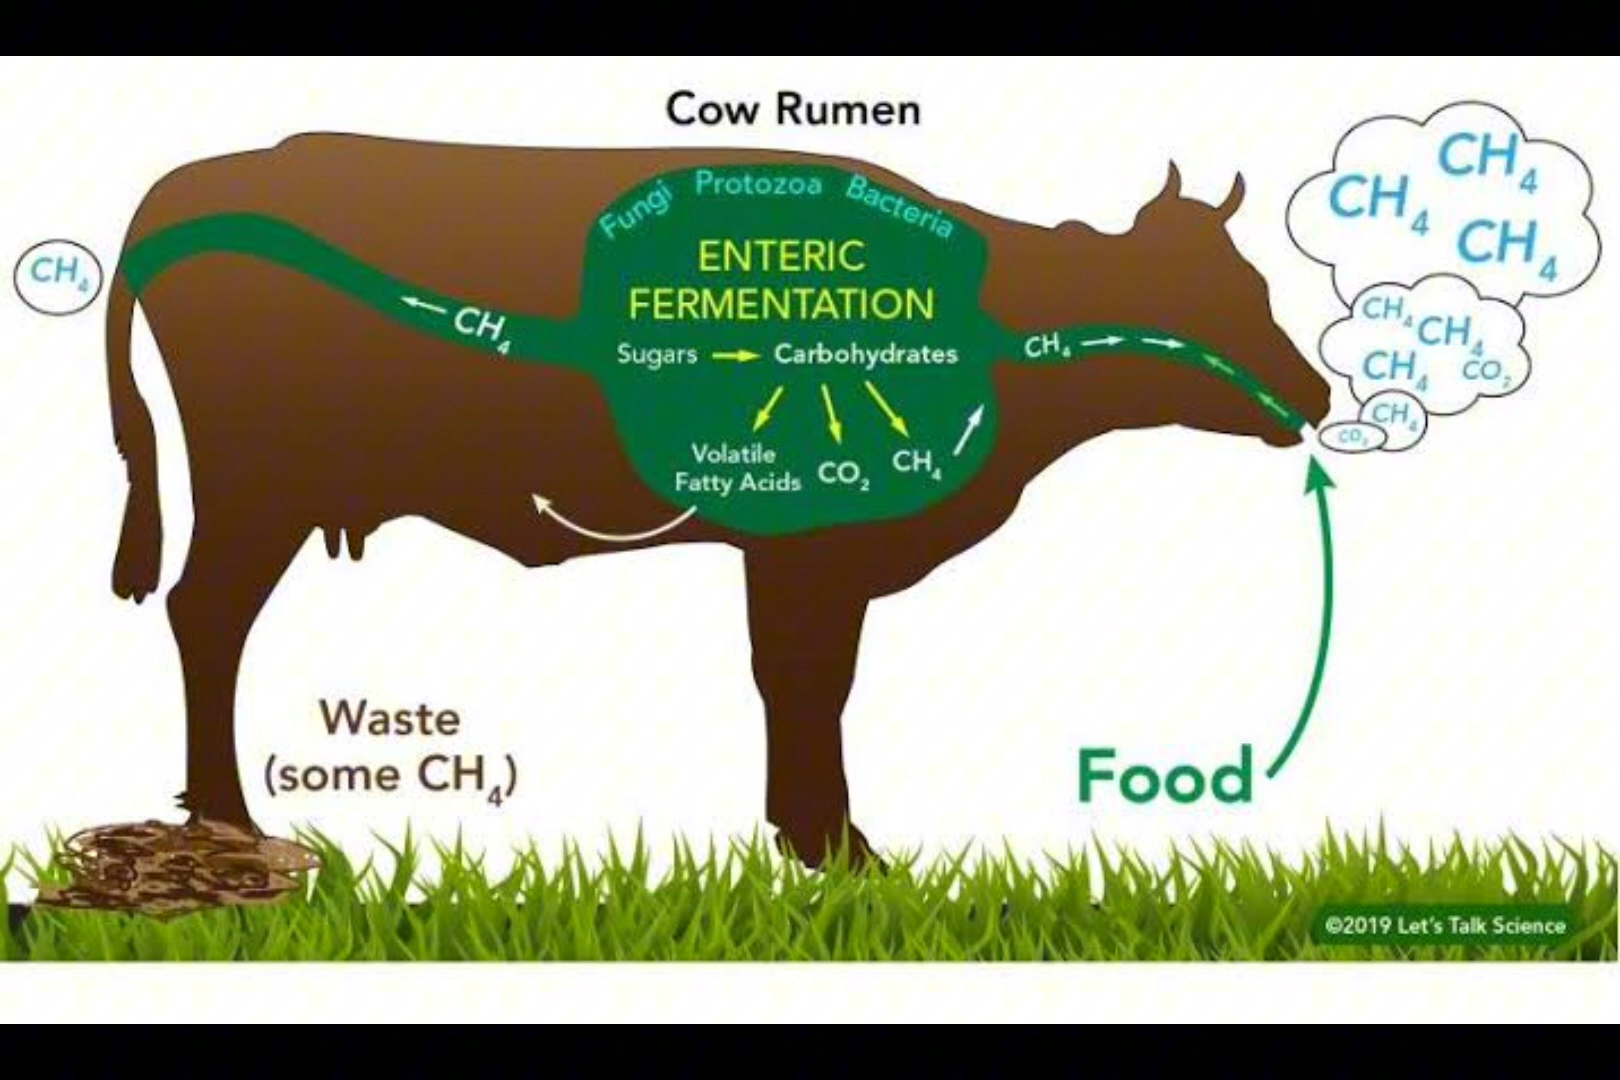 Cow Rumen
Fungi Protozoa Bacteria
ENTERIC
FERMENTATION
Sugars Carbohydrates
Volatile
Fatty Acids
CO₂
CH₄
CH₄
CH₄
CH₄
CH₄
CH₄
CH₄
CH₄
CH₄
CH₄
CO₂
CH₄
CO₂
Waste
(some CH₄)
Food
©2019 Let's Talk Science